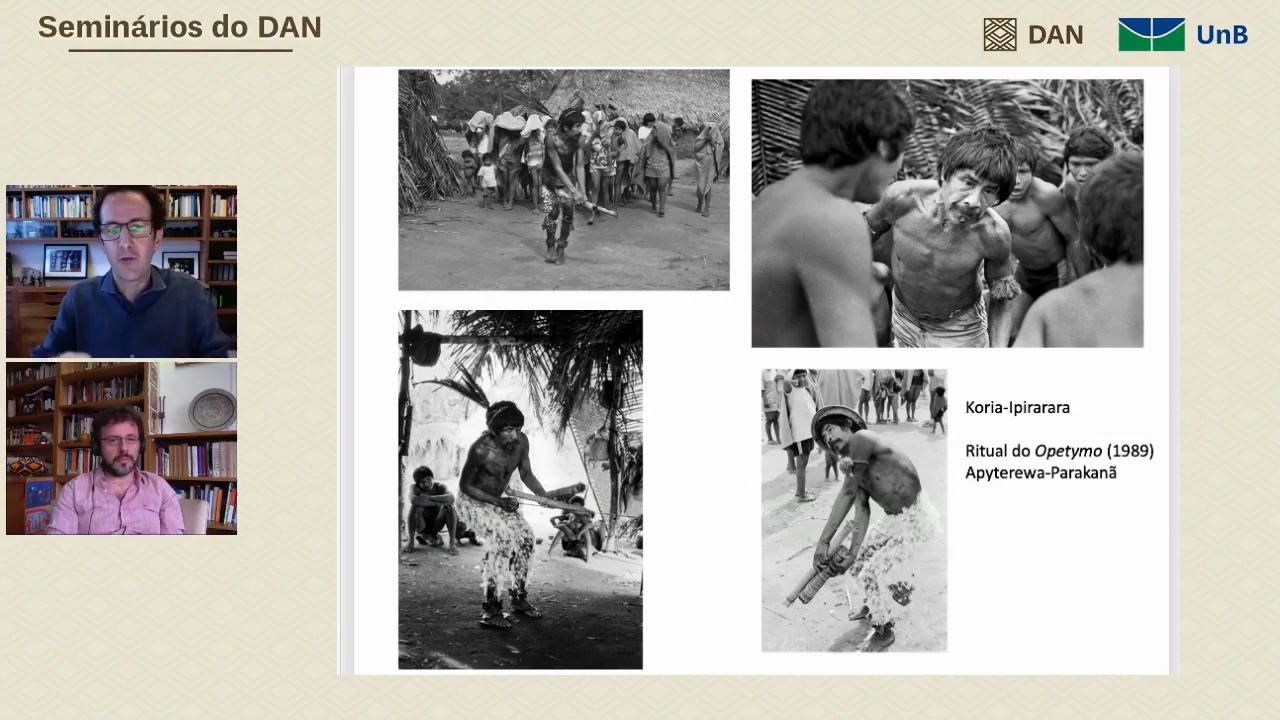 Seminários do DAN
DAN
UnB
Koria-Ipirarara
Ritual do Opetymo (1989)
Apyterewa-Parakanã